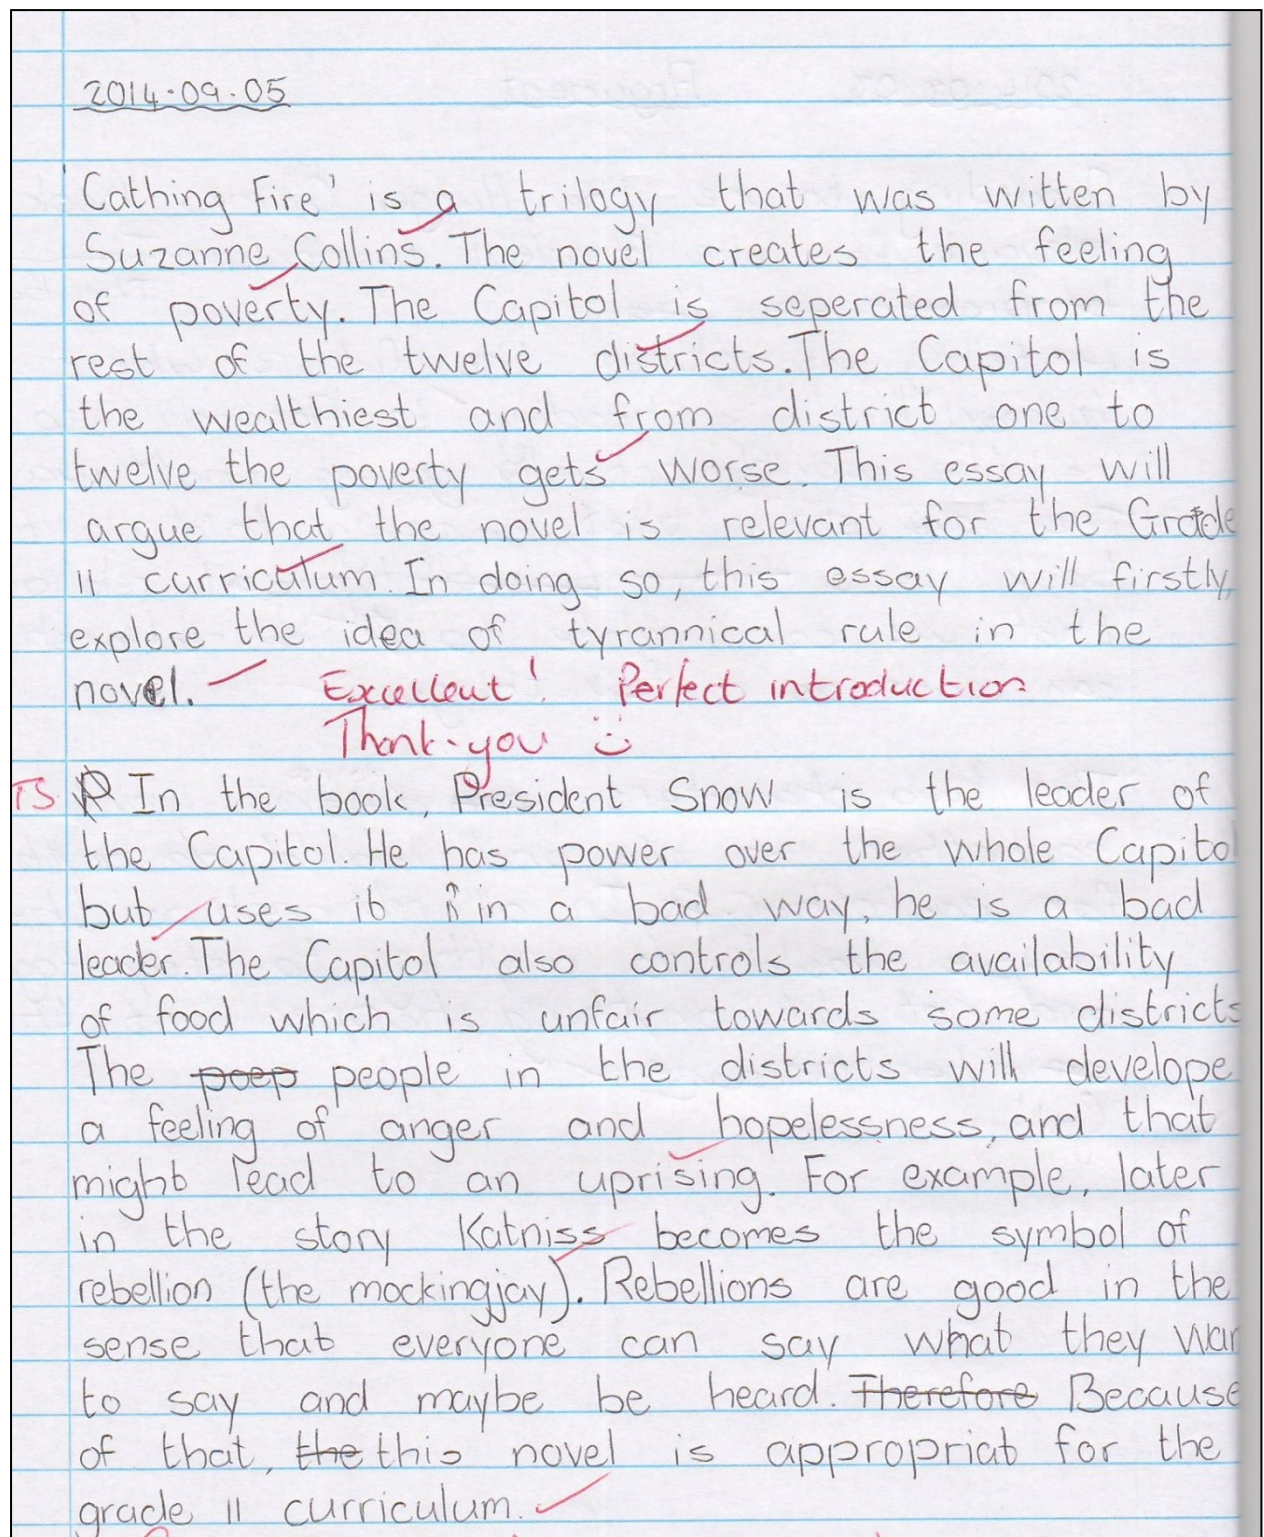 2014.09.05
'Cathing Fire' is a trilogy that was witten by
Suzanne Collins. The novel creates the feeling
of poverty. The Capitol is seperated from the
rest of the twelve districts. The Capitol is
the wealthiest and from district one to
twelve the poverty gets worse. This essay will
argue that the novel is relevant for the Grade
11 curriculum. In doing so, this essay will firstly,
explore the idea of tyrannical rule in the
novel. Excellent! Perfect introduction
Thank-you
TS In the book, President Snow is the leader of
the Capitol. He has power over the whole Capitol
but uses it in a bad way, he is a bad
leader. The Capitol also controls the availability
of food which is unfair towards some districts
The poep people in the districts will develope
a feeling of anger and hopelessness, and that
might lead to an uprising. For example, later
in the story Katniss becomes the symbol of
rebellion (the mockingjay). Rebellions are good in the
sense that everyone can say what they wan
to say and maybe be heard. Therefore Because
of that, the this novel is appropriat for the
grade 11 curriculum.